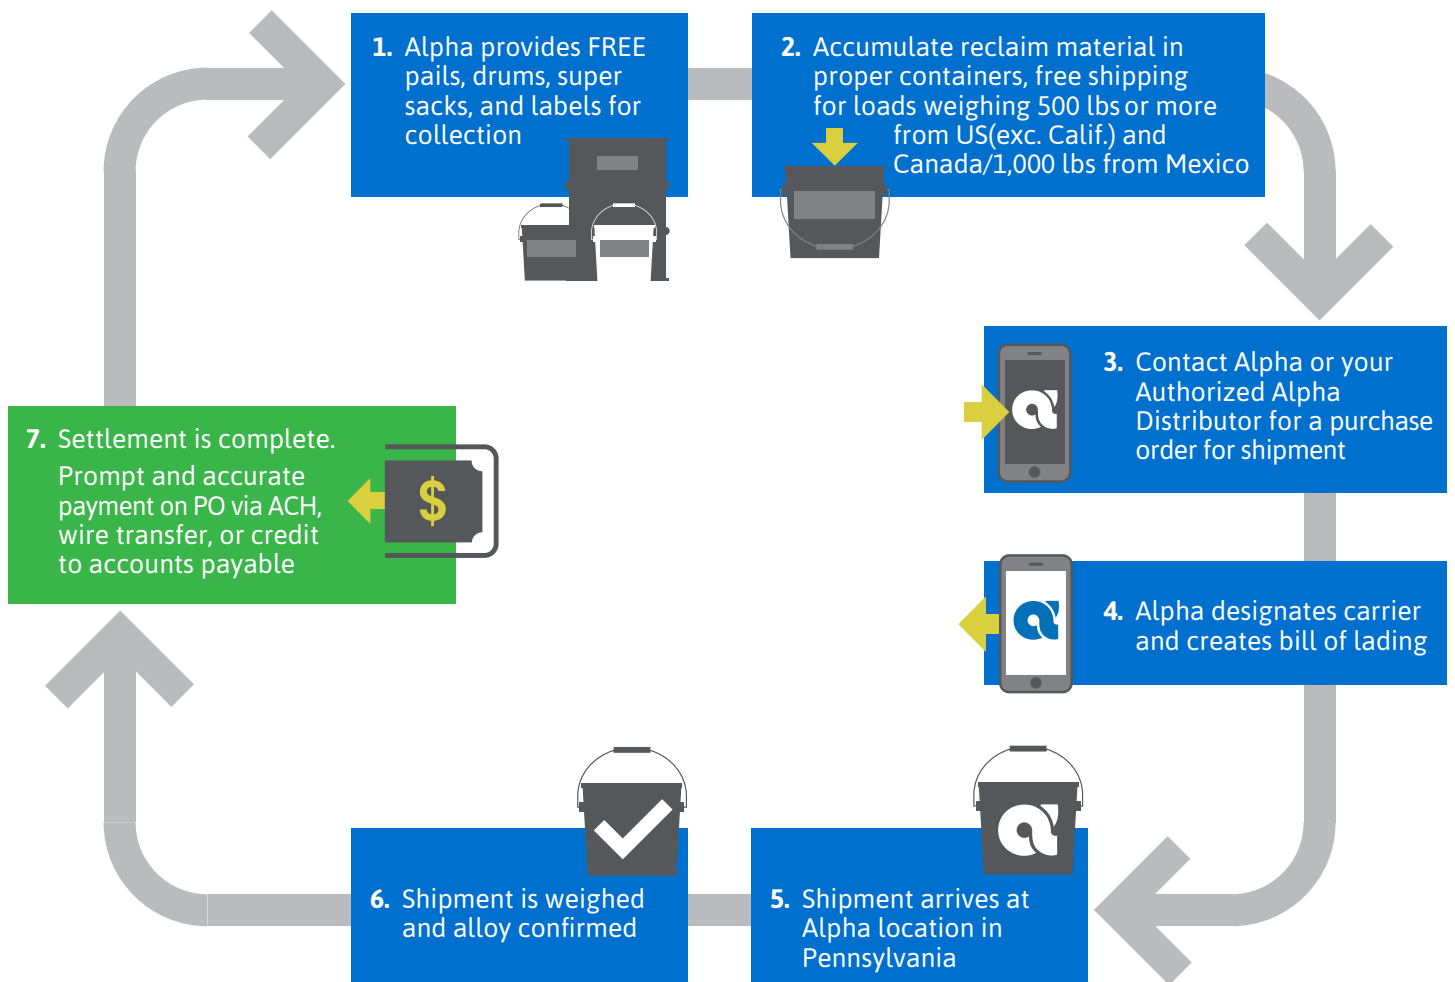 1. Alpha provides FREE
pails, drums, super
sacks, and labels for
collection
2. Accumulate reclaim material in
proper containers, free shipping
for loads weighing 500 lbs or more
from US(exc. Calif.) and
Canada/1,000 lbs from Mexico
3. Contact Alpha or your
Authorized Alpha
Distributor for a purchase
order for shipment
4. Alpha designates carrier
and creates bill of lading
5. Shipment arrives at
Alpha location in
Pennsylvania
6. Shipment is weighed
and alloy confirmed
7. Settlement is complete.
Prompt and accurate
payment on PO via ACH,
wire transfer, or credit
to accounts payable
$